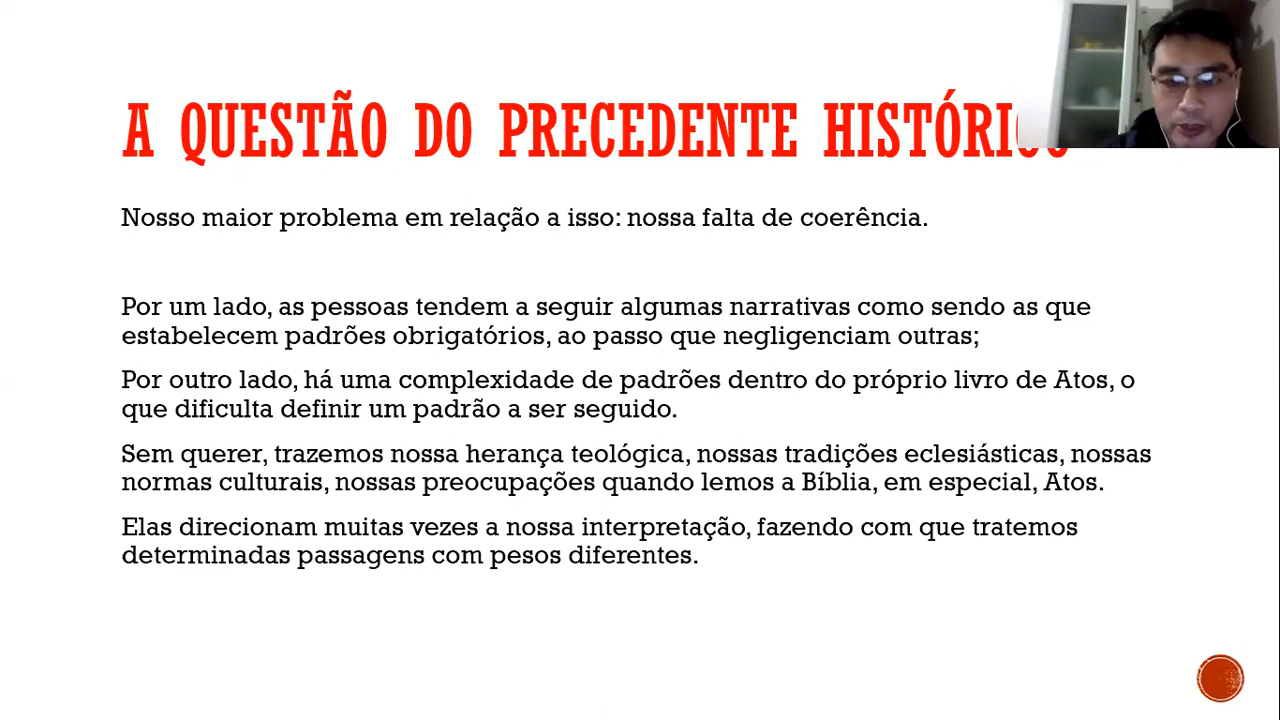 A QUESTÃO DO PRECEDENTE HISTÓRICO
Nosso maior problema em relação a isso: nossa falta de coerência.
Por um lado, as pessoas tendem a seguir algumas narrativas como sendo as que
estabelecem padrões obrigatórios, ao passo que negligenciam outras;
Por outro lado, há uma complexidade de padrões dentro do próprio livro de Atos, o
que dificulta definir um padrão a ser seguido.
Sem querer, trazemos nossa herança teológica, nossas tradições eclesiásticas, nossas
normas culturais, nossas preocupações quando lemos a Bíblia, em especial, Atos.
Elas direcionam muitas vezes a nossa interpretação, fazendo com que tratemos
determinadas passagens com pesos diferentes.